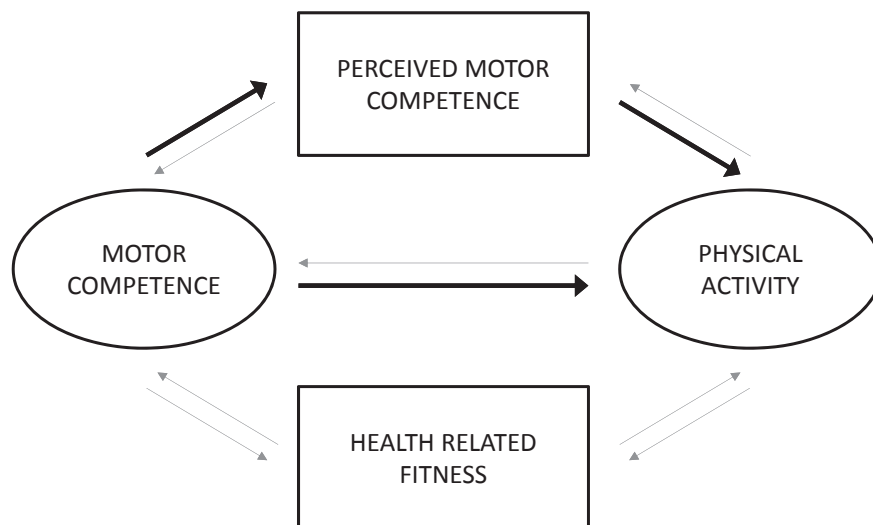 PERCEIVED MOTOR
COMPETENCE
MOTOR
COMPETENCE
PHYSICAL
ACTIVITY
HEALTH RELATED
FITNESS